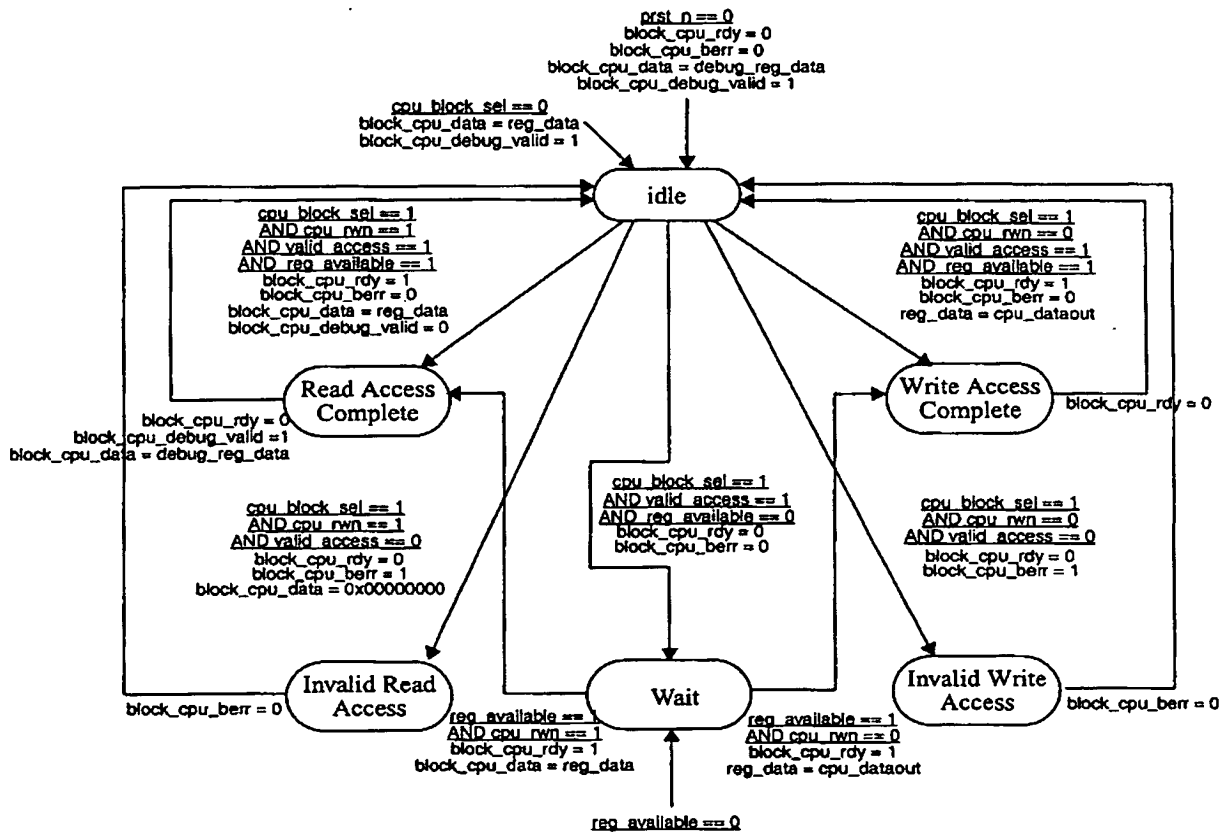 prst_n == 0
block_cpu_rdy = 0
block_cpu_berr = 0
block_cpu_data = debug_reg_data
block_cpu_debug_valid = 1
cpu_block_sel == 0
block_cpu_data = reg_data
block_cpu_debug_valid = 1
idle
cpu_block_sel == 1
AND cpu_rwn == 1
AND valid_access == 1
AND reg_available == 1
block_cpu_rdy = 1
block_cpu_berr = 0
block_cpu_data = reg_data
block_cpu_debug_valid = 0
cpu_block_sel == 1
AND cpu_rwn == 0
AND valid_access == 1
AND reg_available == 1
block_cpu_rdy = 1
block_cpu_berr = 0
reg_data = cpu_dataout
Read Access
Complete
Write Access
Complete
block_cpu_rdy = 0
block_cpu_debug_valid =1
block_cpu_data = debug_reg_data
block_cpu_rdy = 0
cpu_block_sel == 1
AND cpu_rwn == 1
AND valid_access == 0
block_cpu_rdy = 0
block_cpu_berr = 1
block_cpu_data = 0x00000000
cpu_block_sel == 1
AND valid_access == 1
AND reg_available == 0
block_cpu_rdy = 0
block_cpu_berr = 0
cpu_block_sel == 1
AND cpu_rwn == 0
AND valid_access == 0
block_cpu_rdy = 0
block_cpu_berr = 1
Invalid Read
Access
Wait
Invalid Write
Access
block_cpu_berr = 0
block_cpu_berr = 0
reg_available == 1
AND cpu_rwn == 1
block_cpu_rdy = 1
block_cpu_data = reg_data
reg_available == 1
AND cpu_rwn == 0
block_cpu_rdy = 1
reg_data = cpu_dataout
reg_available == 0